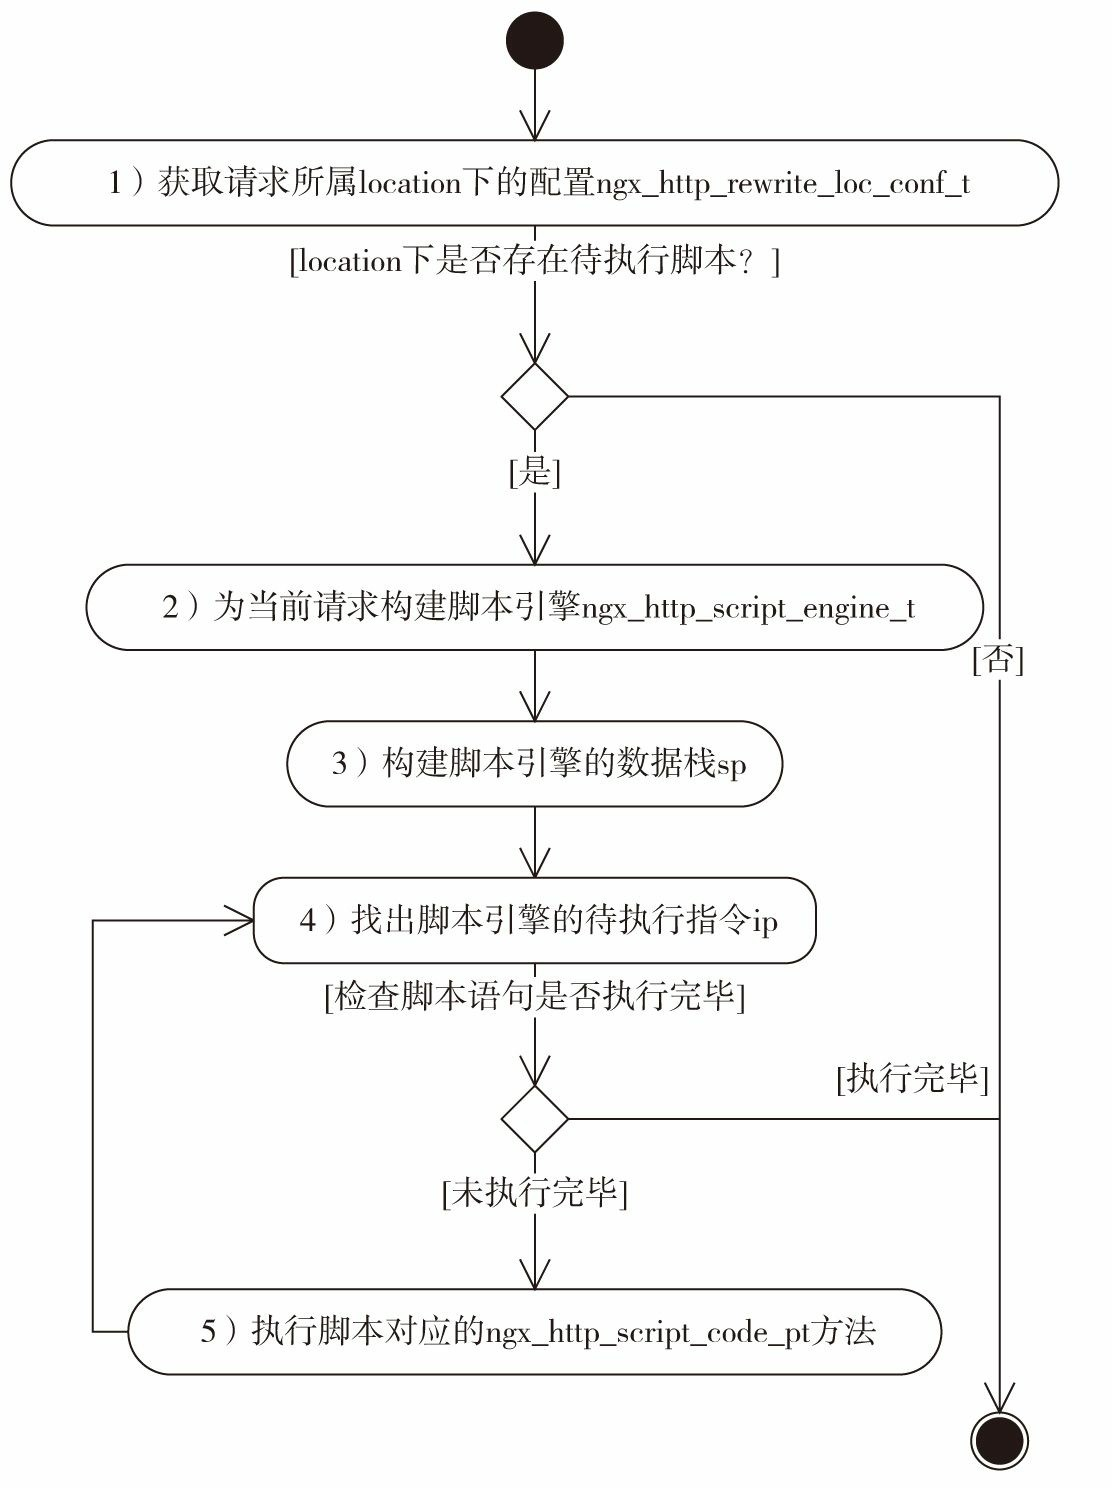 1）获取请求所属location下的配置ngx_http_rewrite_loc_conf_t
[location下是否存在待执行脚本？]
[是]
2）为当前请求构建脚本引擎ngx_http_script_engine_t
[否]
3）构建脚本引擎的数据栈sp
4）找出脚本引擎的待执行指令ip
[检查脚本语句是否执行完毕]
[执行完毕]
[未执行完毕]
5）执行脚本对应的ngx_http_script_code_pt方法